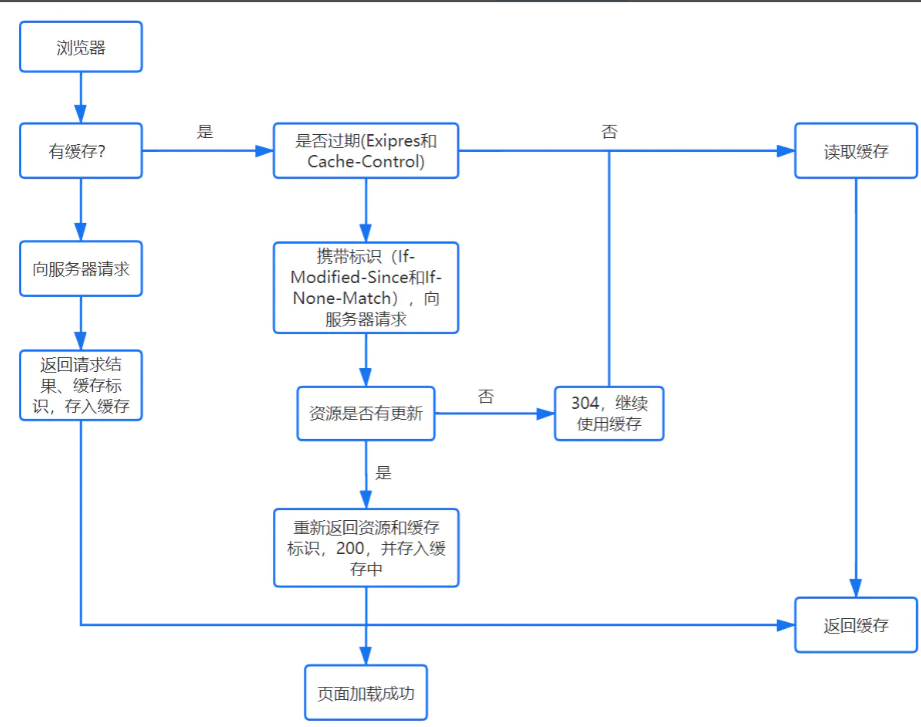 浏览器
有缓存?
是
是否过期(Exipres和
Cache-Control)
否
读取缓存
向服务器请求
携带标识（If-
Modified-Since和If-
None-Match），向
服务器请求
返回请求结
果、缓存标
识，存入缓存
资源是否有更新
否
304，继续
使用缓存
是
重新返回资源和缓存
标识，200，并存入缓
存中
返回缓存
页面加载成功